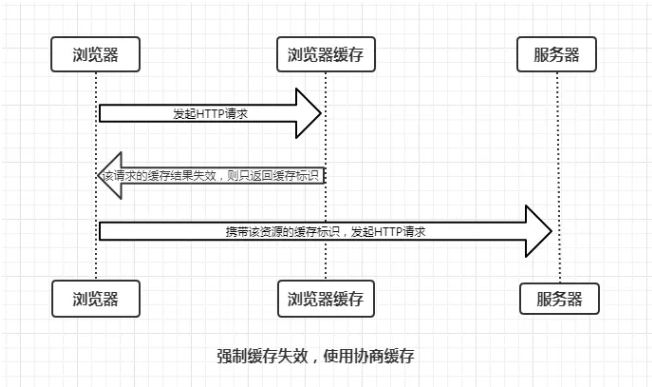 浏览器 浏览器缓存 服务器
发起HTTP请求
该请求的缓存结果失效，则只返回缓存标识
携带该资源的缓存标识，发起HTTP请求
浏览器 浏览器缓存 服务器
强制缓存失效，使用协商缓存